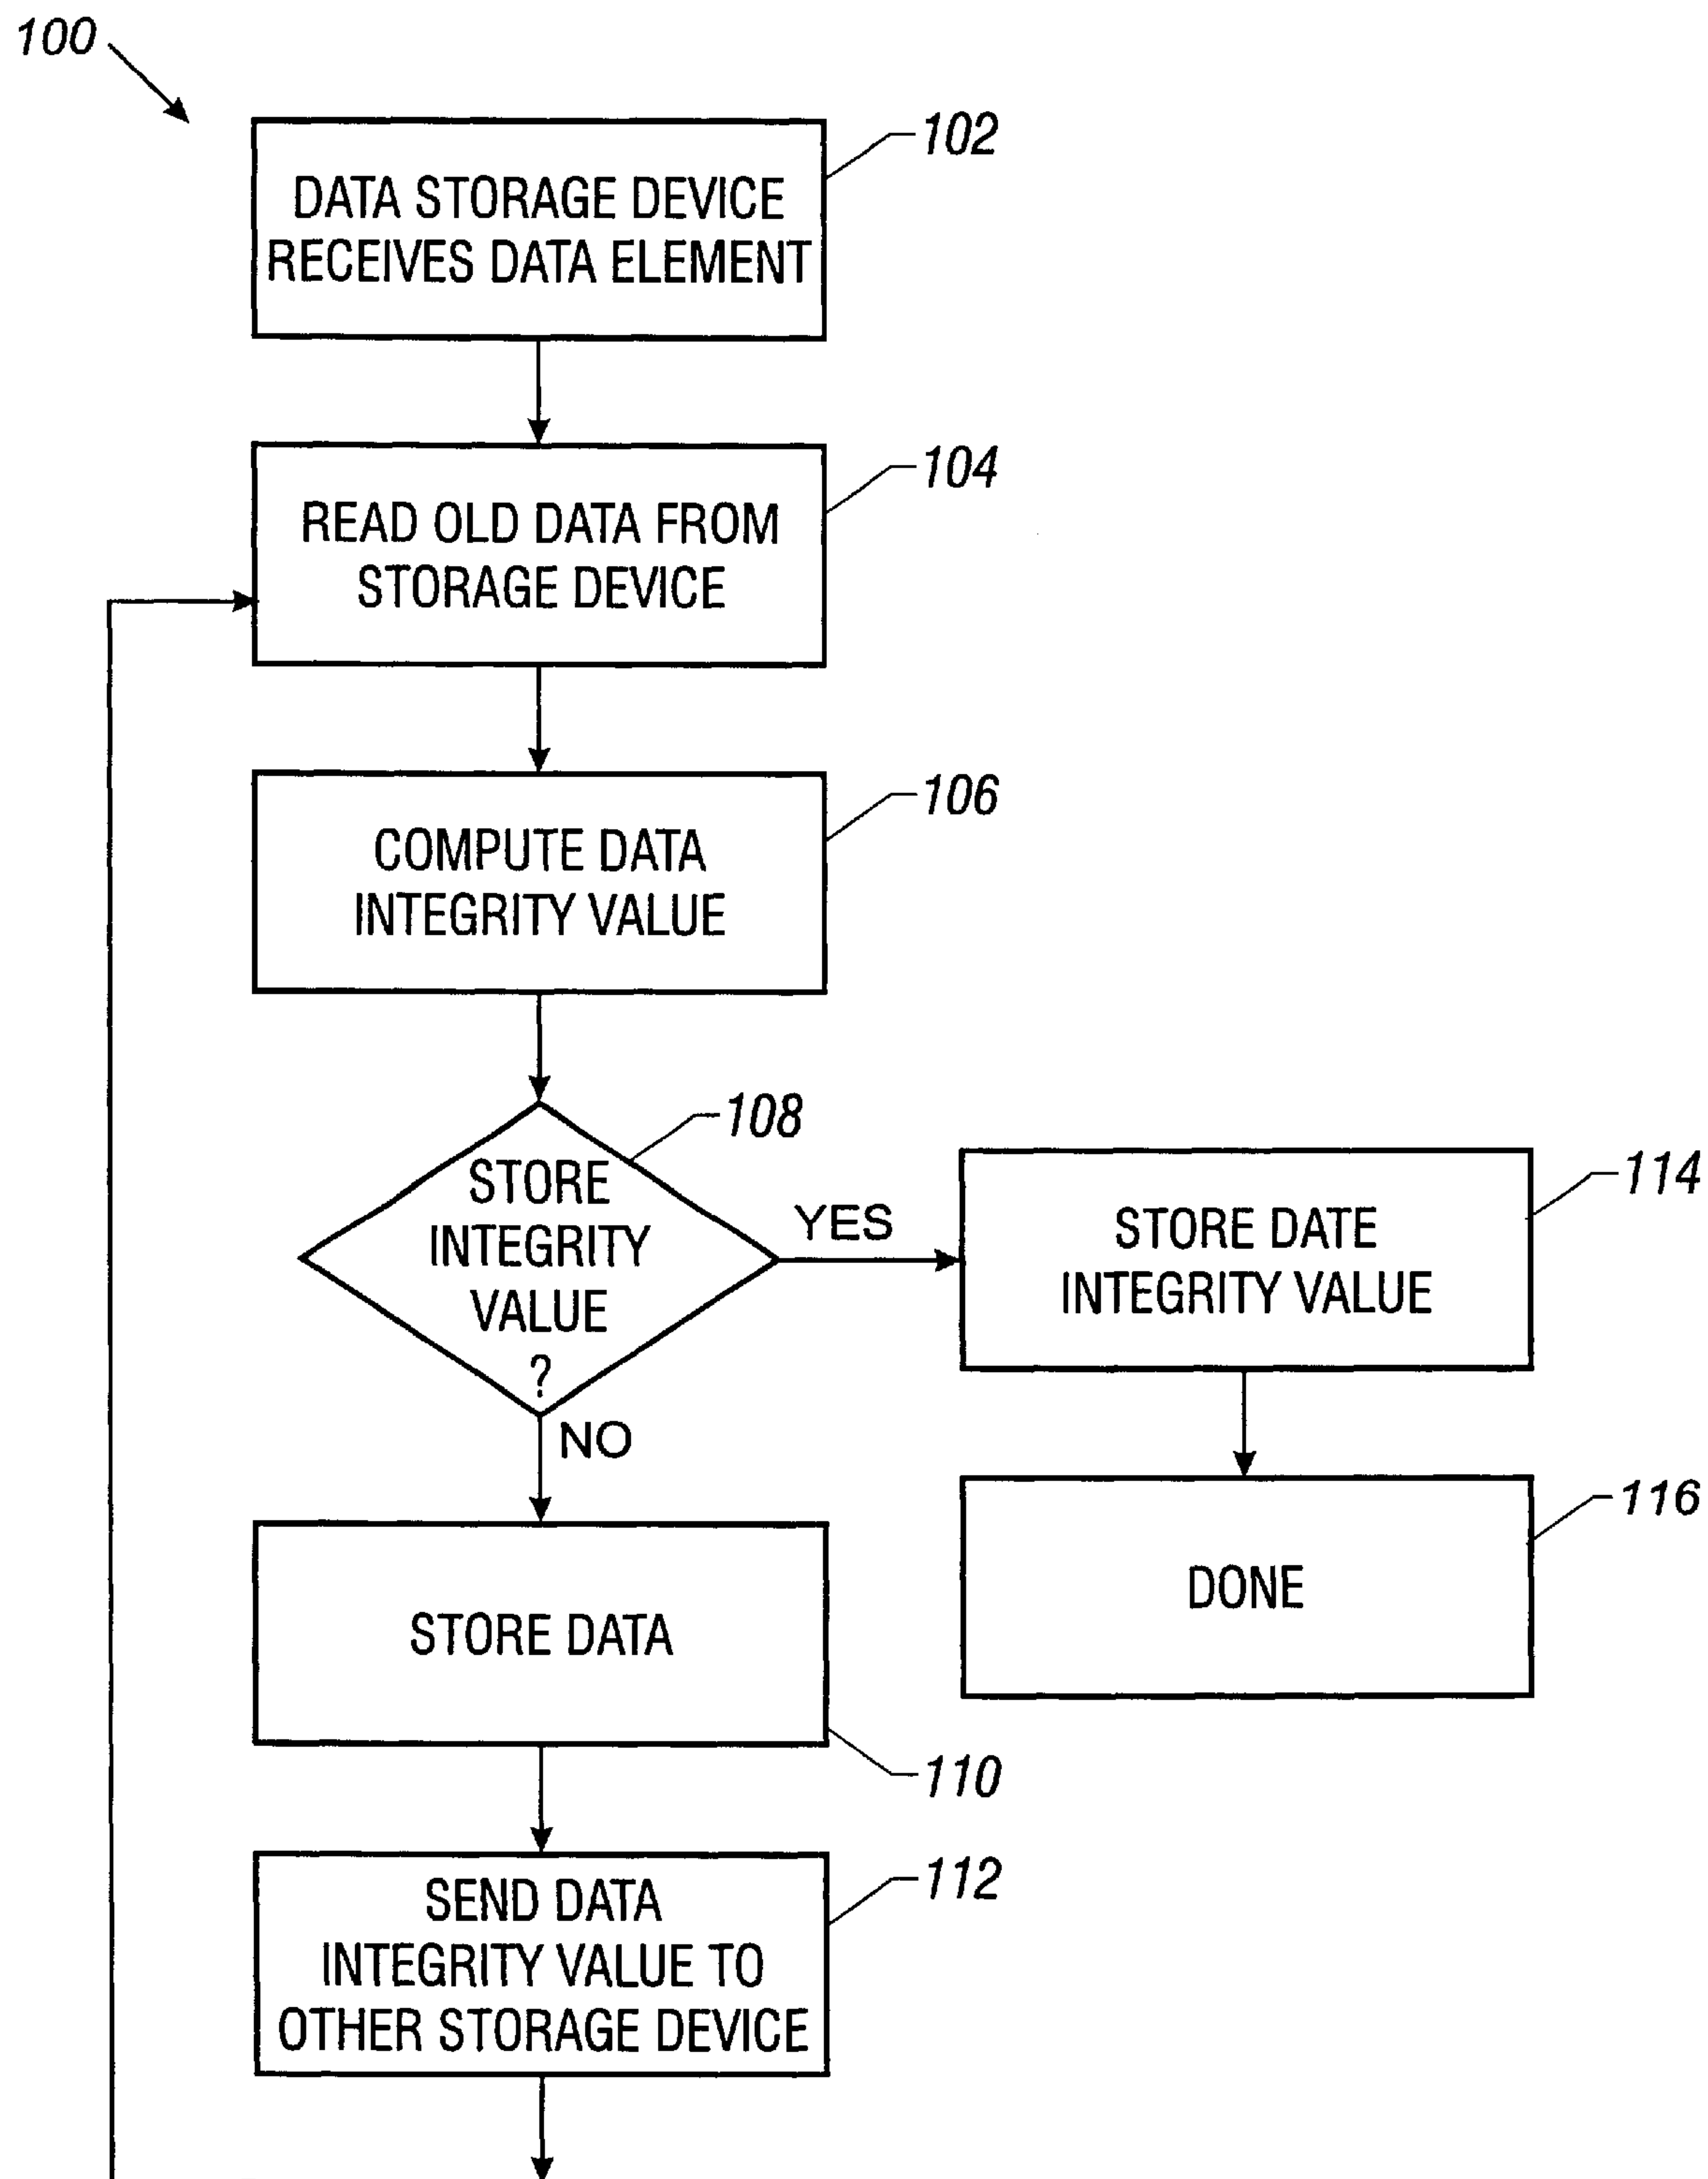 100
102
DATA STORAGE DEVICE
RECEIVES DATA ELEMENT
104
READ OLD DATA FROM
STORAGE DEVICE
106
COMPUTE DATA
INTEGRITY VALUE
108
STORE
INTEGRITY
VALUE
?
YES
NO
114
STORE DATE
INTEGRITY VALUE
116
DONE
STORE DATA
110
112
SEND DATA
INTEGRITY VALUE TO
OTHER STORAGE DEVICE